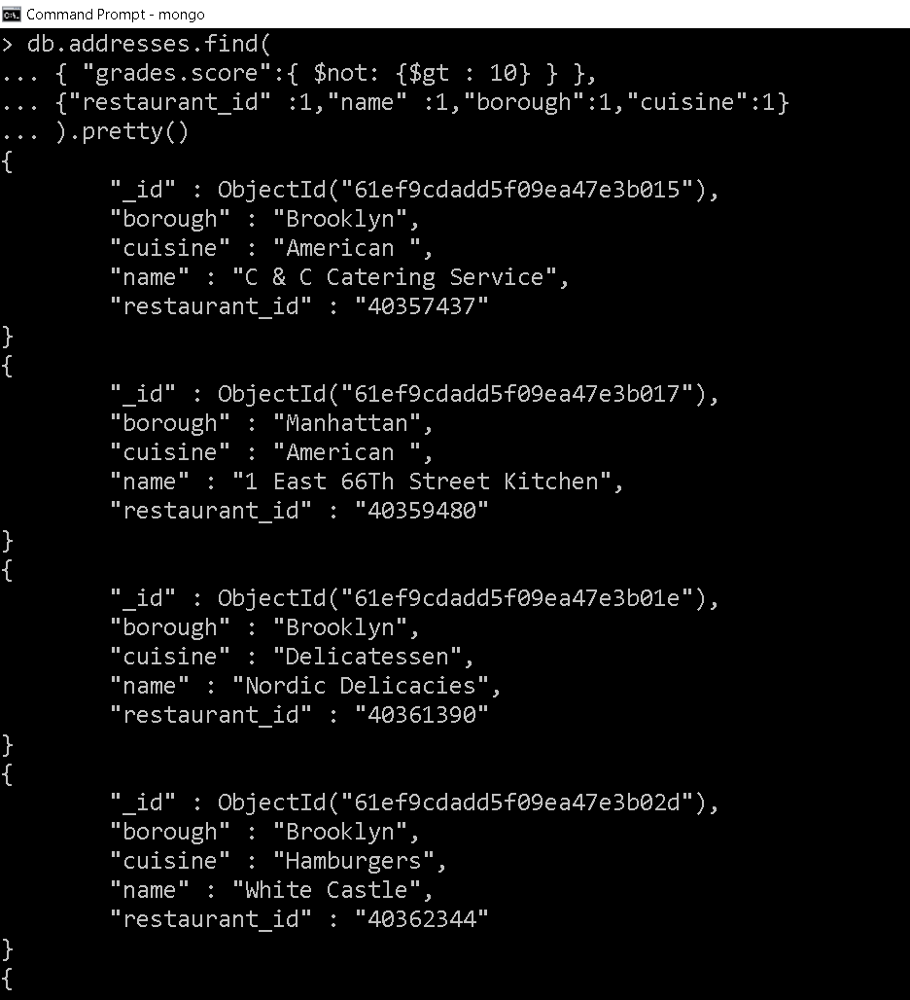 Command Prompt - mongo
> db.addresses.find(
... { "grades.score":{ $not: {$gt : 10} } },
... {"restaurant_id" :1,"name" :1,"borough":1,"cuisine":1}
... ).pretty()
{
        "_id" : ObjectId("61ef9cdadd5f09ea47e3b015"),
        "borough" : "Brooklyn",
        "cuisine" : "American ",
        "name" : "C & C Catering Service",
        "restaurant_id" : "40357437"
}
{
        "_id" : ObjectId("61ef9cdadd5f09ea47e3b017"),
        "borough" : "Manhattan",
        "cuisine" : "American ",
        "name" : "1 East 66Th Street Kitchen",
        "restaurant_id" : "40359480"
}
{
        "_id" : ObjectId("61ef9cdadd5f09ea47e3b01e"),
        "borough" : "Brooklyn",
        "cuisine" : "Delicatessen",
        "name" : "Nordic Delicacies",
        "restaurant_id" : "40361390"
}
{
        "_id" : ObjectId("61ef9cdadd5f09ea47e3b02d"),
        "borough" : "Brooklyn",
        "cuisine" : "Hamburgers",
        "name" : "White Castle",
        "restaurant_id" : "40362344"
}
{